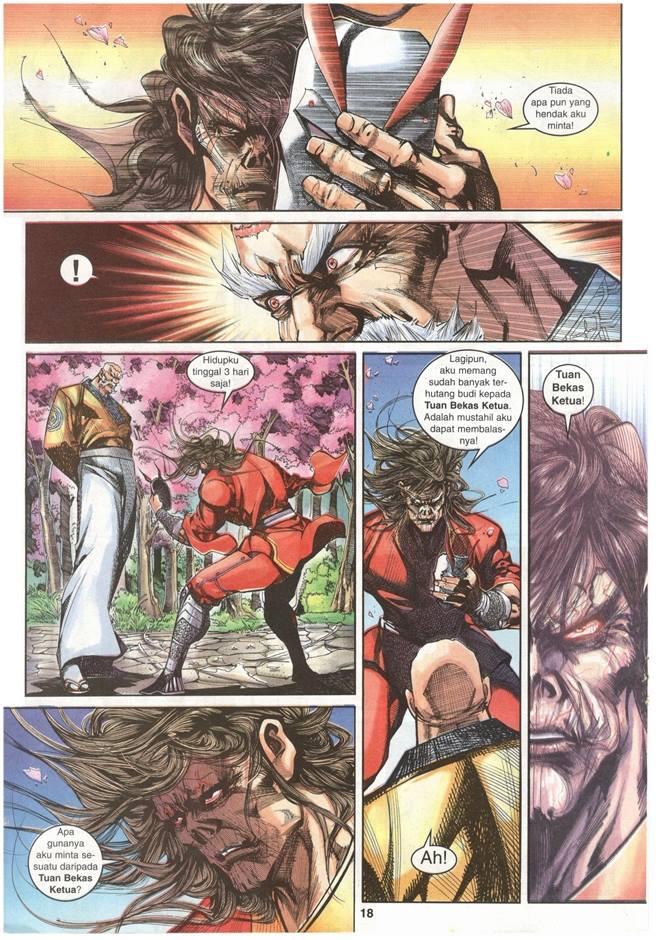 Tiada
apa pun yang
hendak aku
minta!
!
Hidupku
tinggal 3 hari
saja!
Lagipun,
aku memang
sudah banyak ter-
hutang budi kepada
Tuan Bekas Ketua.
Adalah mustahil aku
dapat membalas-
nya!
Tuan
Bekas
Ketua!
Apa
gunanya
aku minta se-
suatu daripada
Tuan Bekas
Ketua?
Ah!
18